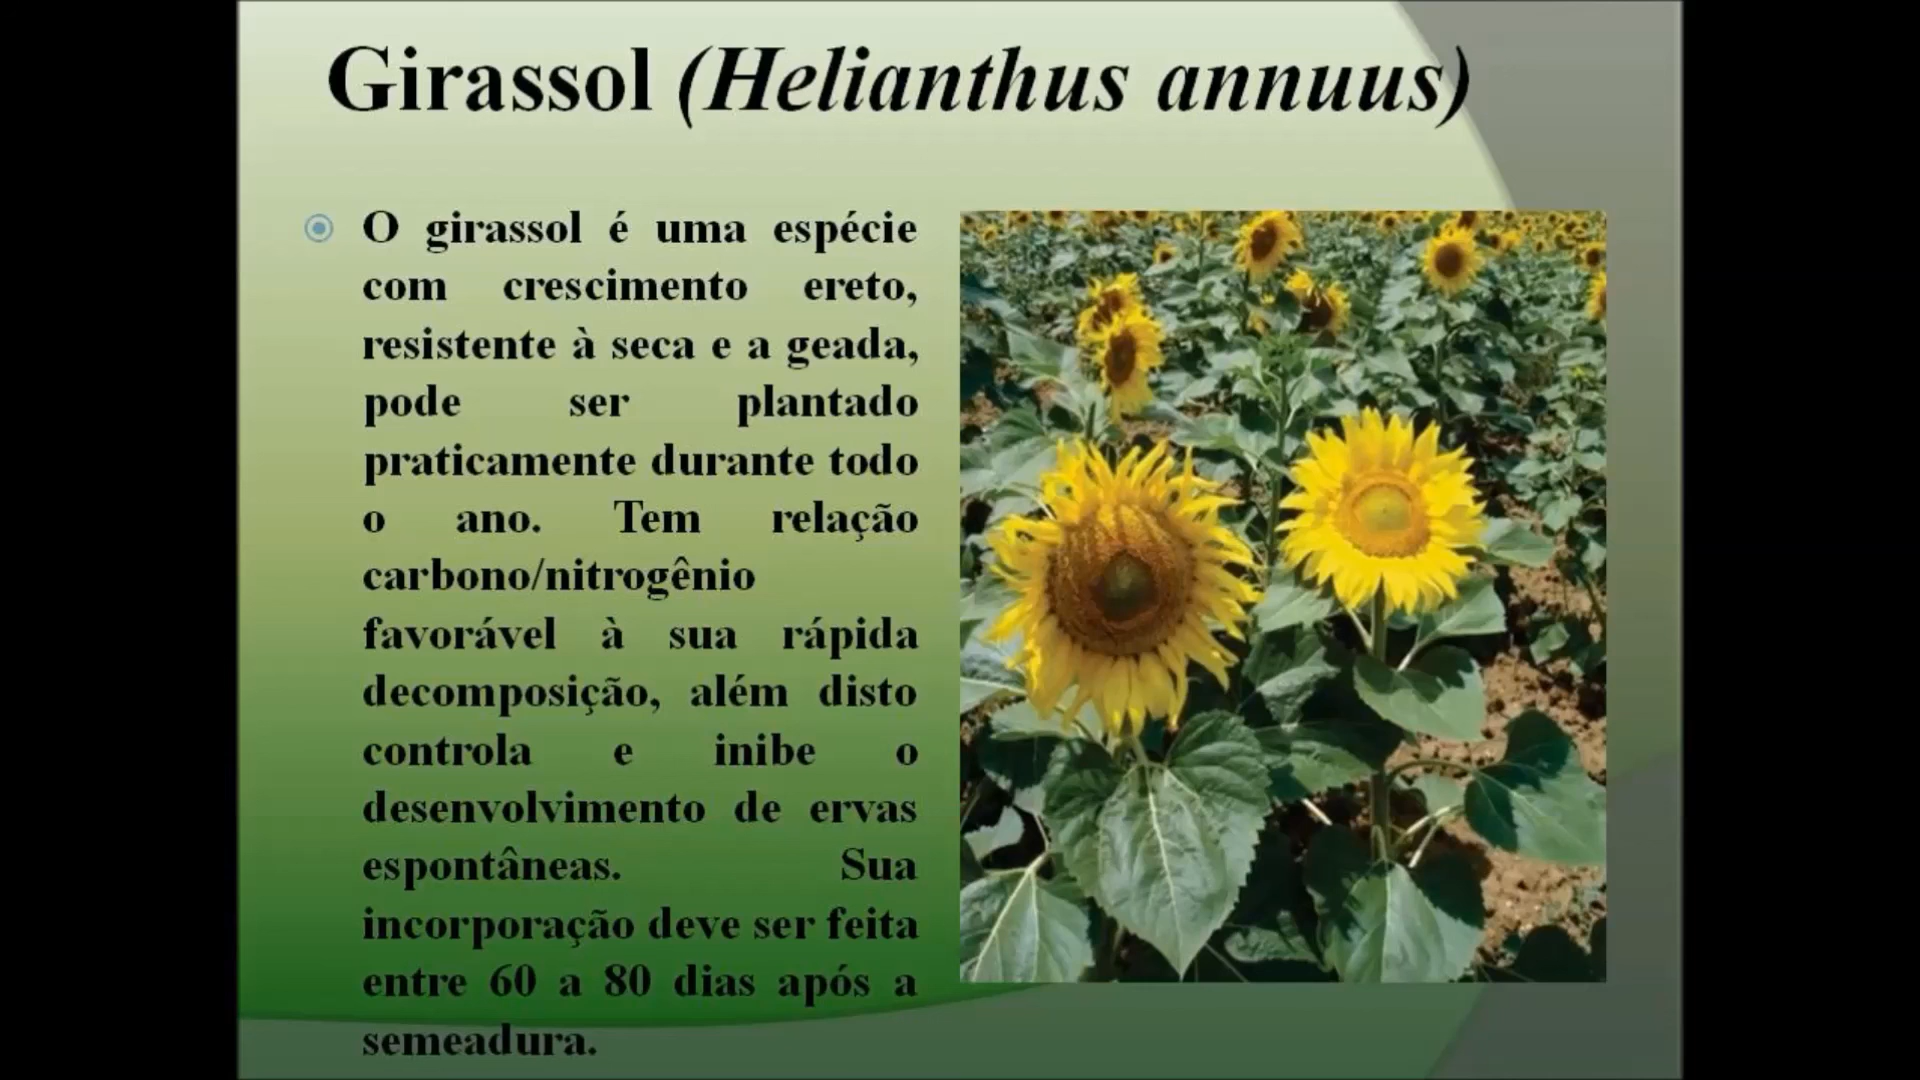 Girassol (Helianthus annuus)
O girassol é uma espécie
com crescimento ereto,
resistente à seca e a geada,
pode ser plantado
praticamente durante todo
o ano. Tem relação
carbono/nitrogênio
favorável à sua rápida
decomposição, além disto
controla e inibe o
desenvolvimento de ervas
espontâneas. Sua
incorporação deve ser feita
entre 60 a 80 dias após a
semeadura.